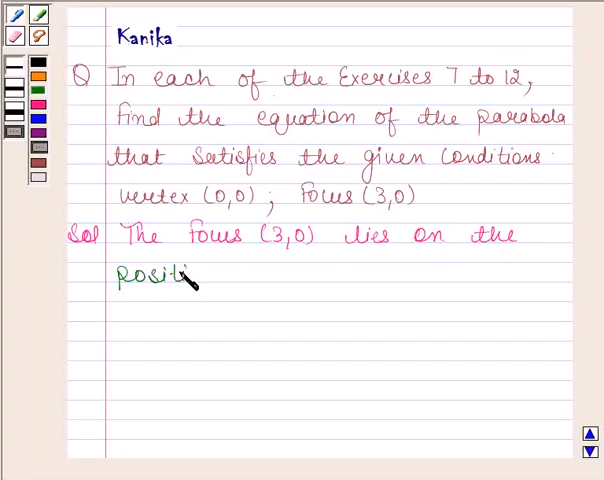 Kanika
Q In each of the Exercises 7 to 12,
find the equation of the parabola
that satisfies the given conditions.
vertex (0,0) ; Focus (3,0)
Sol The focus (3,0) lies on the
positi